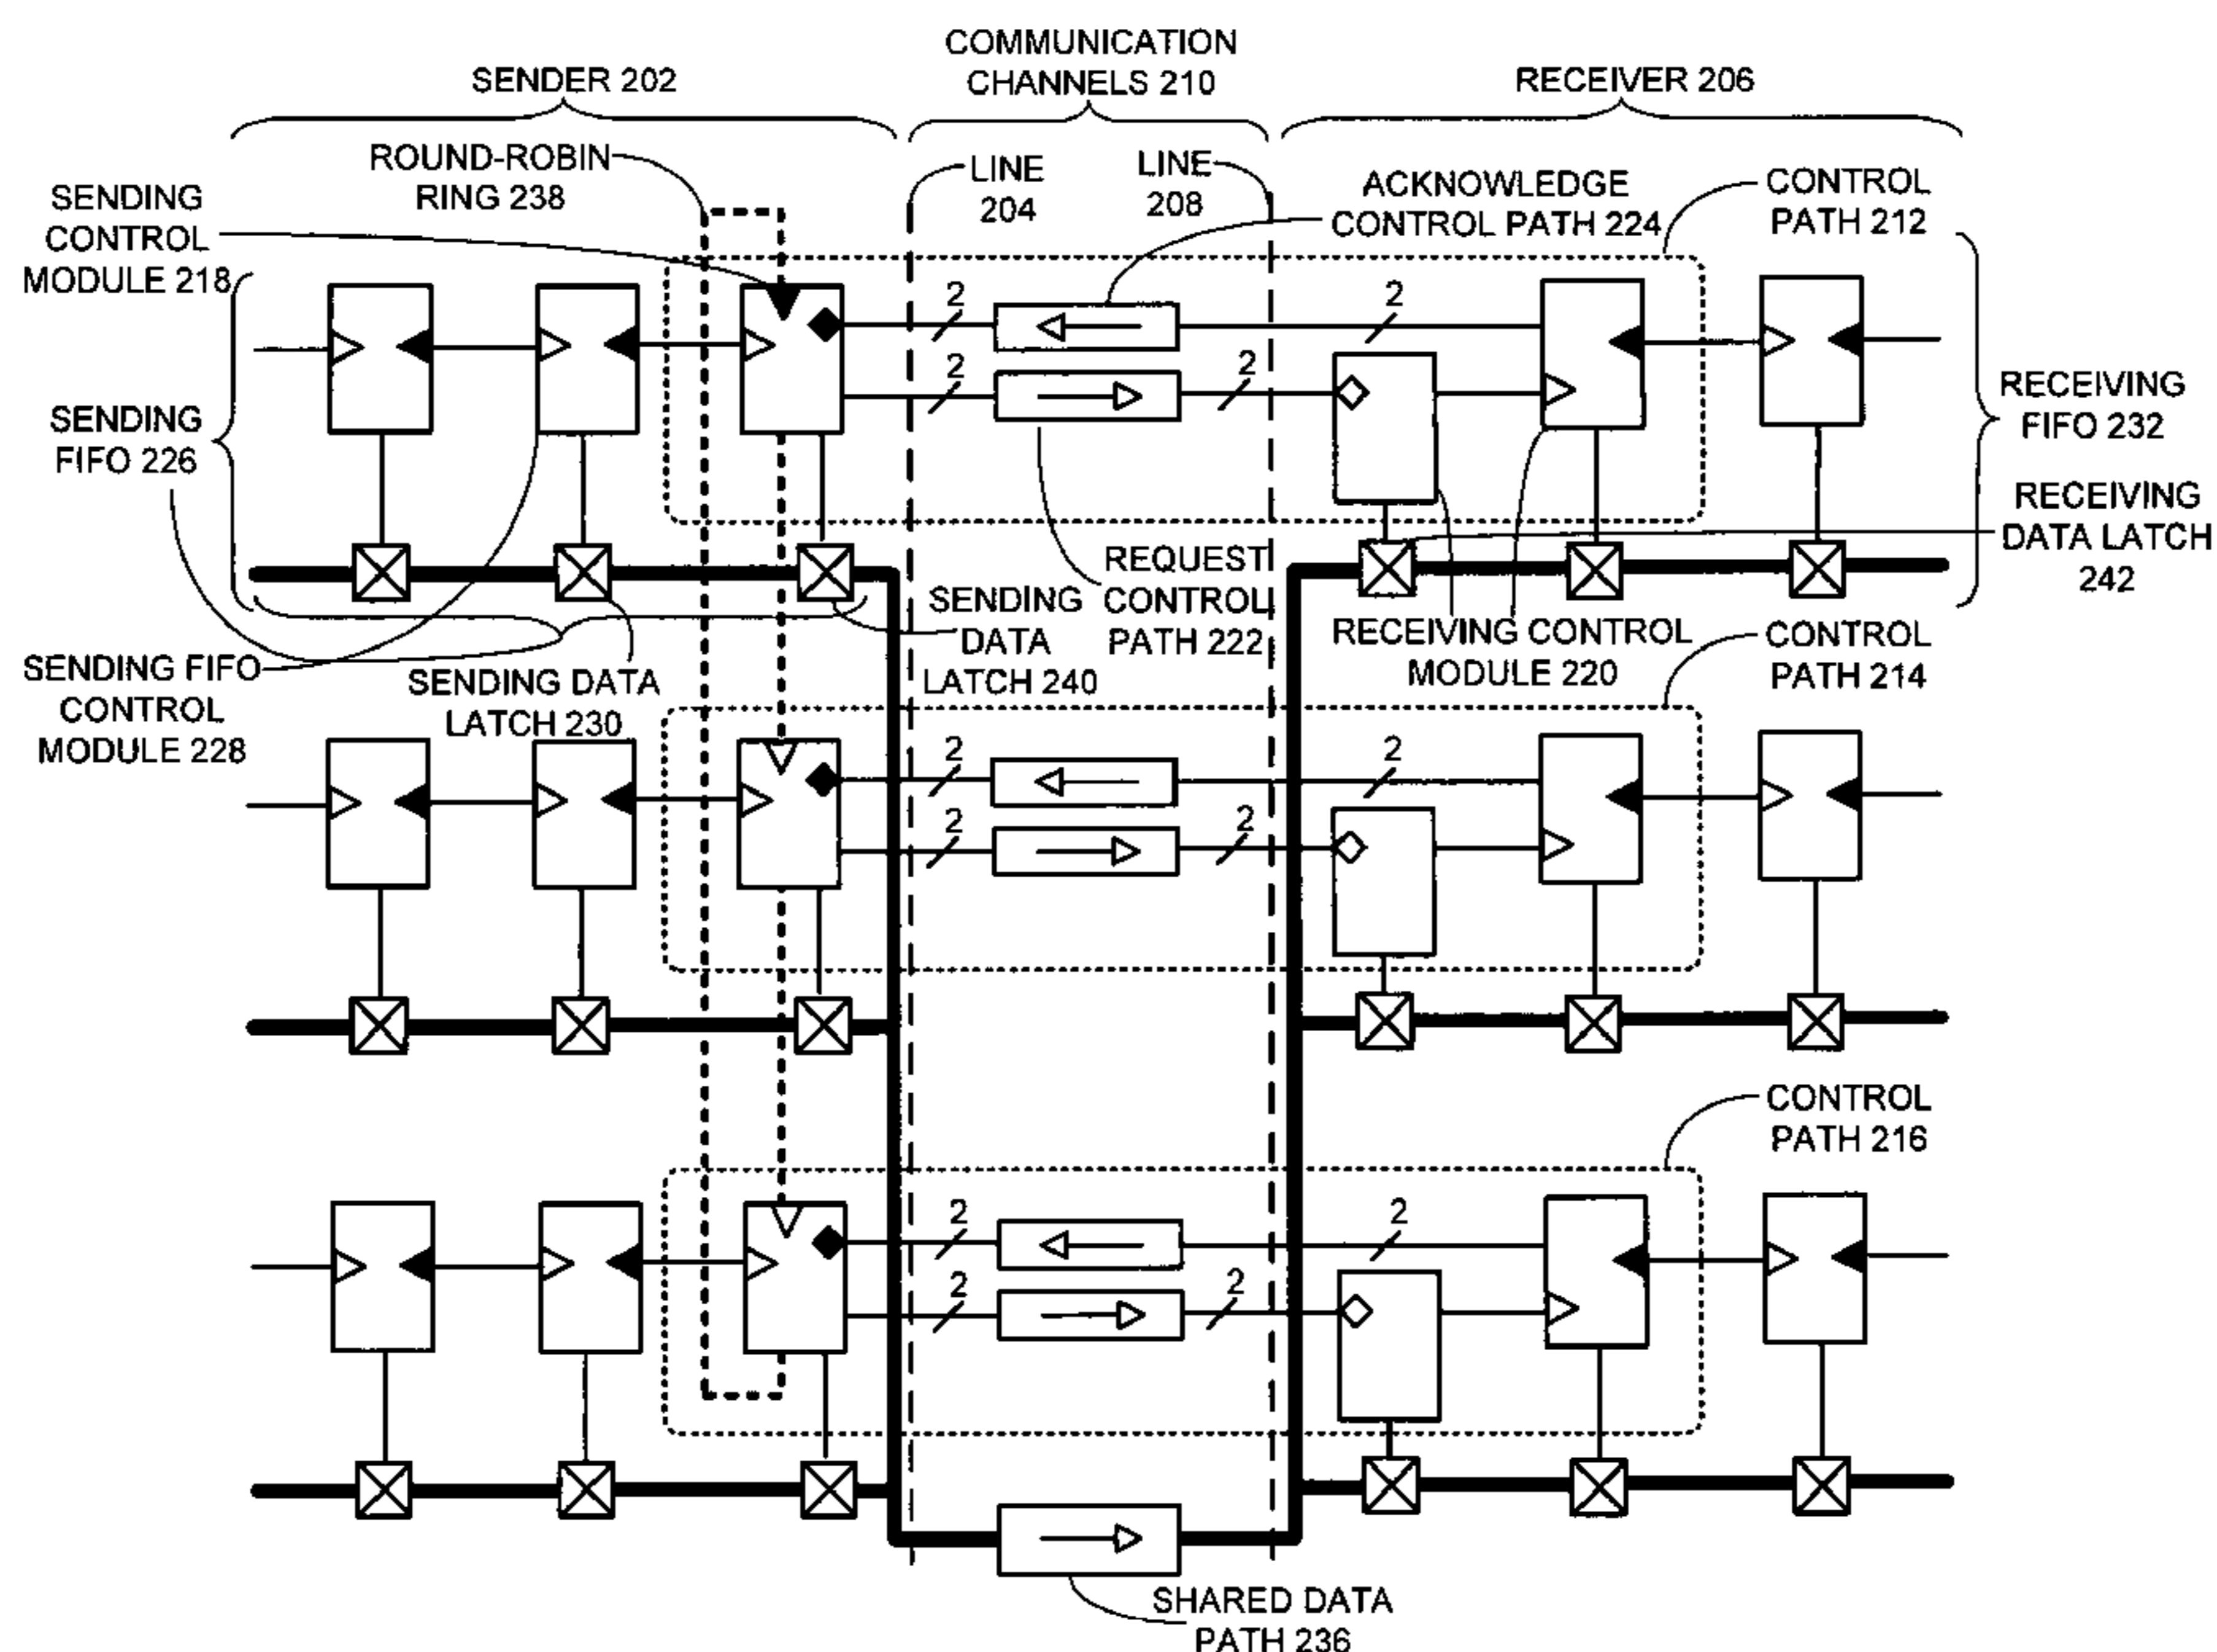 COMMUNICATION
CHANNELS 210
SENDER 202
RECEIVER 206
ROUND-ROBIN
RING 238
LINE
204
LINE
208
ACKNOWLEDGE
CONTROL PATH 224
CONTROL
PATH 212
SENDING
CONTROL
MODULE 218
2
2
2
2
SENDING
FIFO 226
RECEIVING
FIFO 232
RECEIVING
DATA LATCH
242
REQUEST
CONTROL
PATH 222
SENDING
DATA
LATCH 240
RECEIVING CONTROL
MODULE 220
CONTROL
PATH 214
SENDING FIFO
CONTROL
MODULE 228
SENDING DATA
LATCH 230
2
2
2
2
CONTROL
PATH 216
2
2
2
2
SHARED DATA
PATH 236